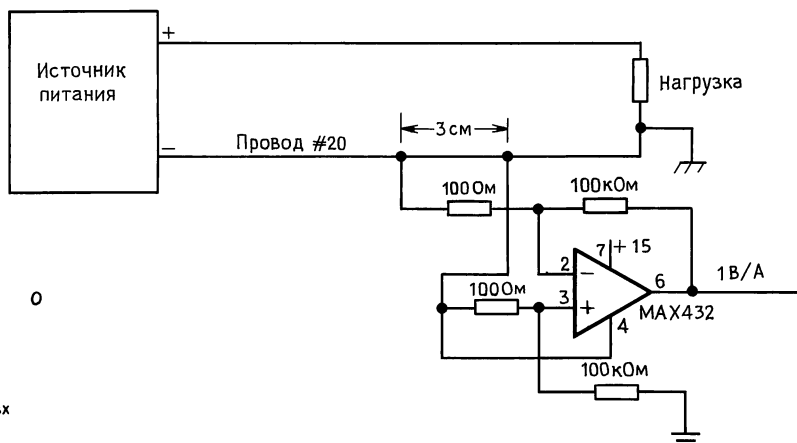 +
Источник
питания
Нагрузка
3 см
Провод #20
−
100 Ом
100 кОм
7
+ 15
2
−
6
1 В/А
100 Ом
3
+
MAX432
4
О
100 кОм